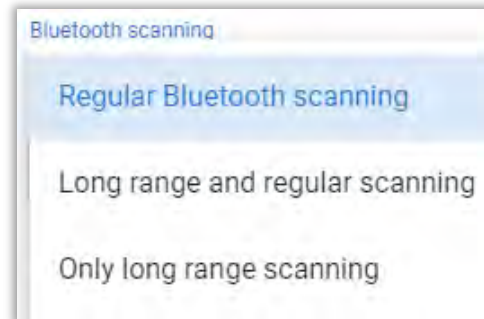 Bluetooth scanning
Regular Bluetooth scanning
Long range and regular scanning
Only long range scanning